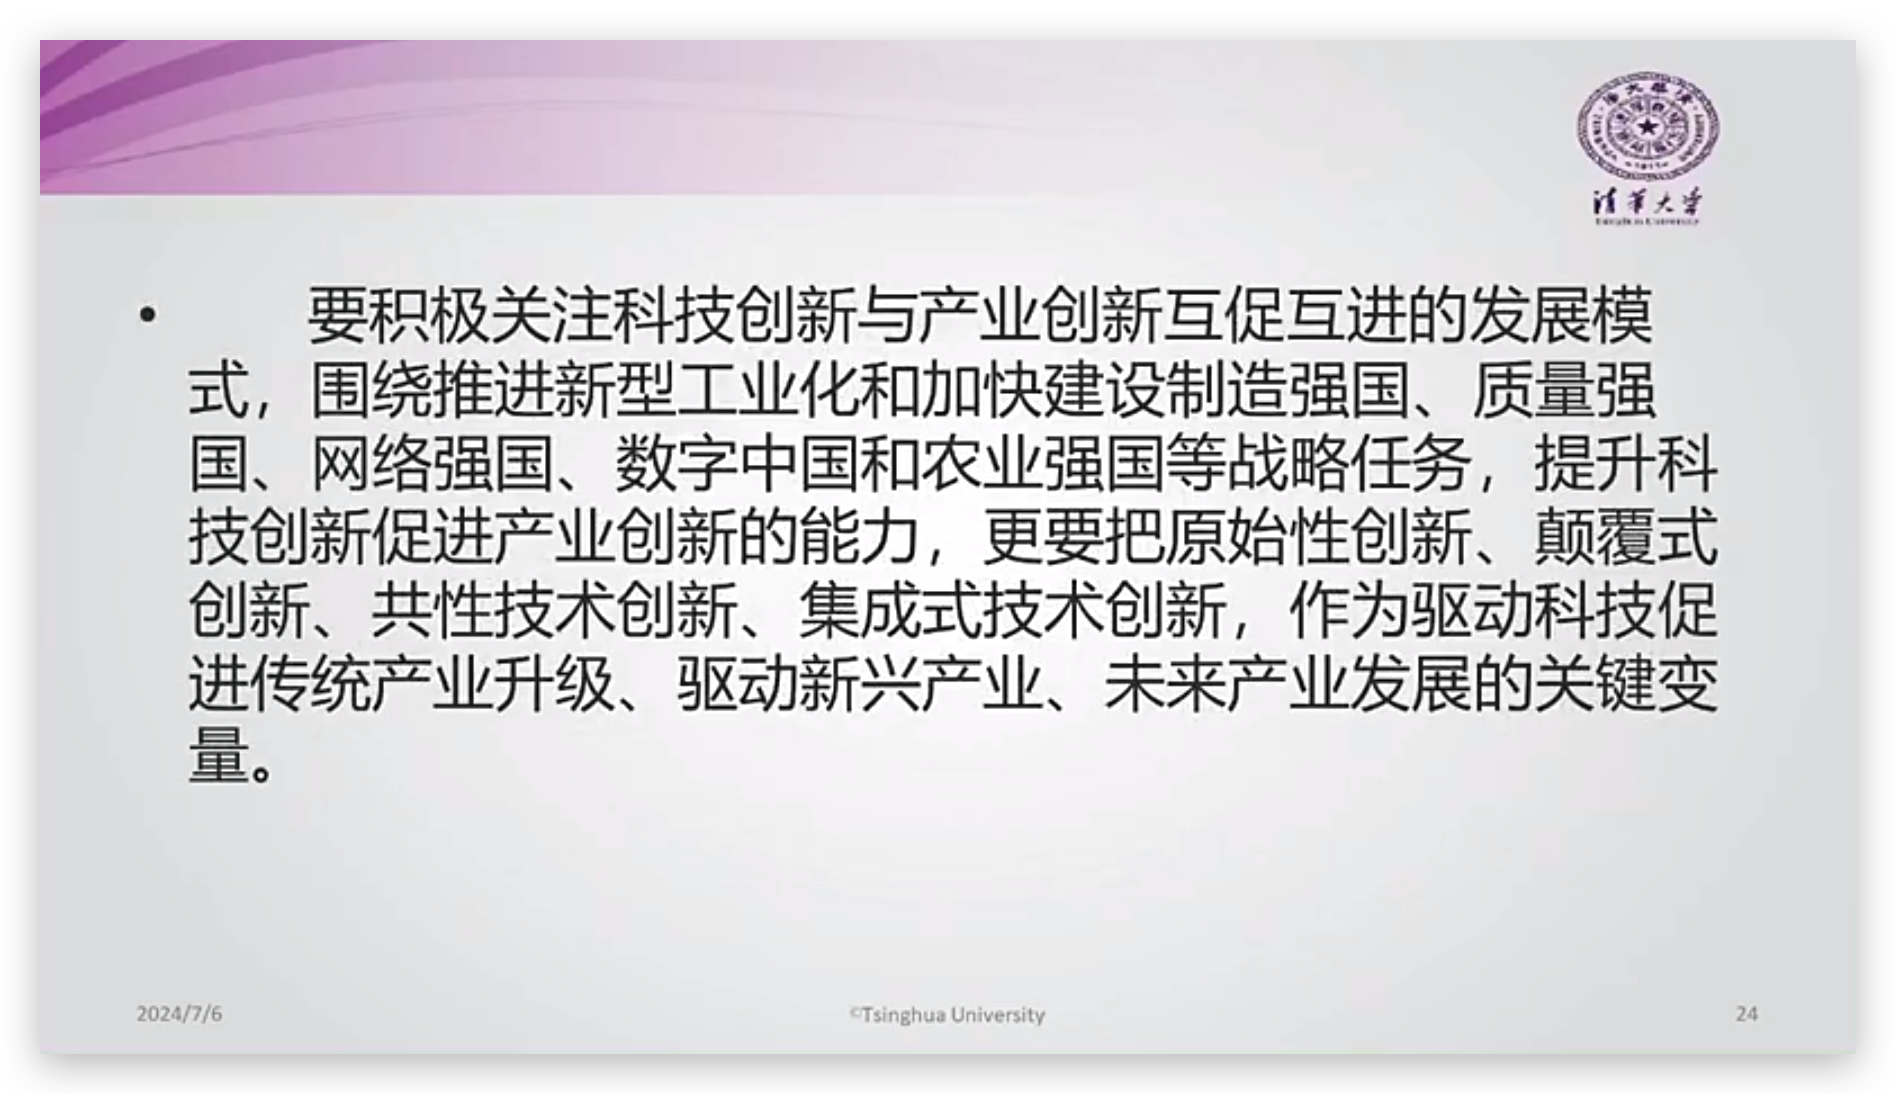 清华大学
Tsinghua University
• 要积极关注科技创新与产业创新互促互进的发展模
式，围绕推进新型工业化和加快建设制造强国、质量强
国、网络强国、数字中国和农业强国等战略任务，提升科
技创新促进产业创新的能力，更要把原始性创新、颠覆式
创新、共性技术创新、集成式技术创新，作为驱动科技促
进传统产业升级、驱动新兴产业、未来产业发展的关键变
量。
2024/7/6
©Tsinghua University
24